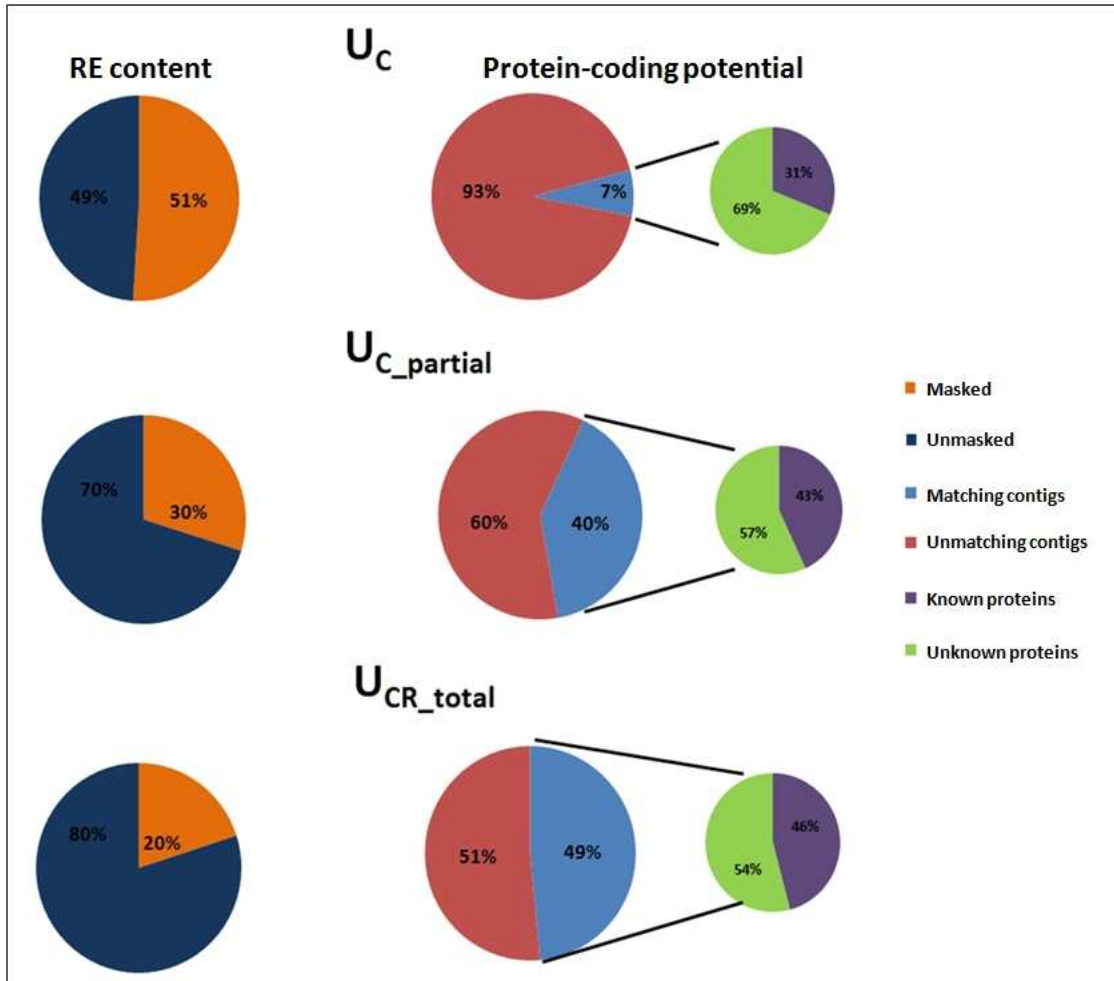 U_C
RE content
Protein-coding potential
49%
51%
93%
7%
31%
69%
U_C_partial
70%
30%
60%
40%
43%
57%
Masked
Unmasked
Matching contigs
Unmatching contigs
Known proteins
Unknown proteins
U_CR_total
80%
20%
51%
49%
46%
54%